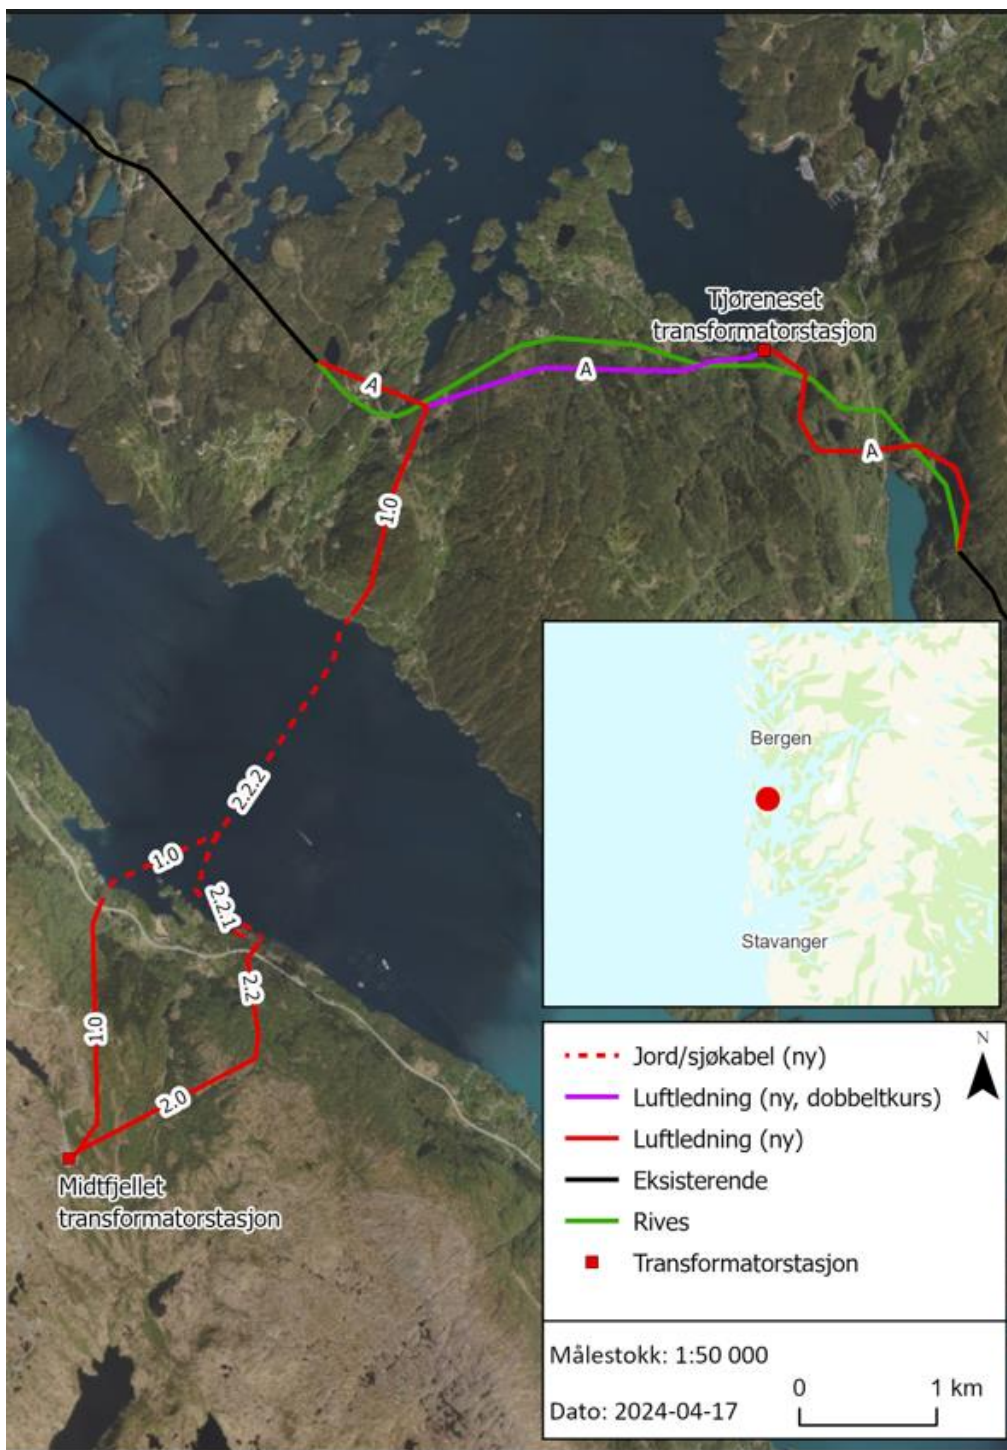 Tjøreneset
transformatorstasjon
A
A
A
1.0
2.2.2
1.0
2.2.1
2.2
1.0
2.0
Midtfjellet
transformatorstasjon
Bergen
Stavanger
N
Jord/sjøkabel (ny)
Luftledning (ny, dobbeltkurs)
Luftledning (ny)
Eksisterende
Rives
Transformatorstasjon
Målestokk: 1:50 000
0 1 km
Dato: 2024-04-17